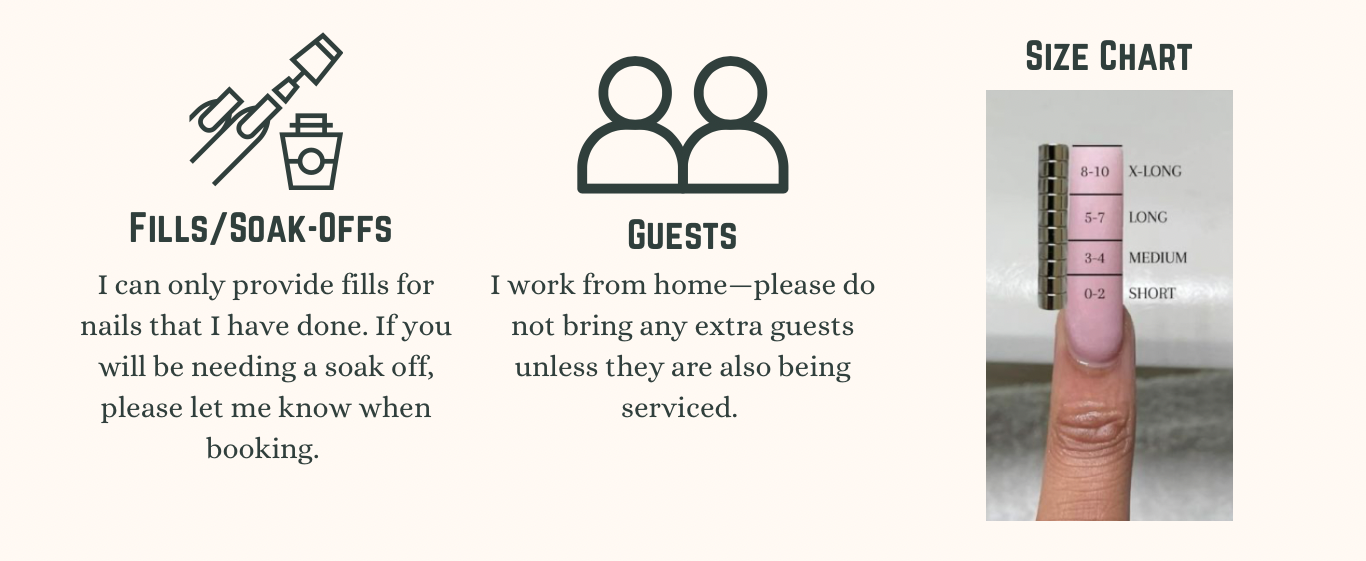 Fills/Soak-Offs
I can only provide fills for
nails that I have done. If you
will be needing a soak off,
please let me know when
booking.
Guests
I work from home—please do
not bring any extra guests
unless they are also being
serviced.
Size Chart
8-10 X-LONG
5-7 LONG
3-4 MEDIUM
0-2 SHORT